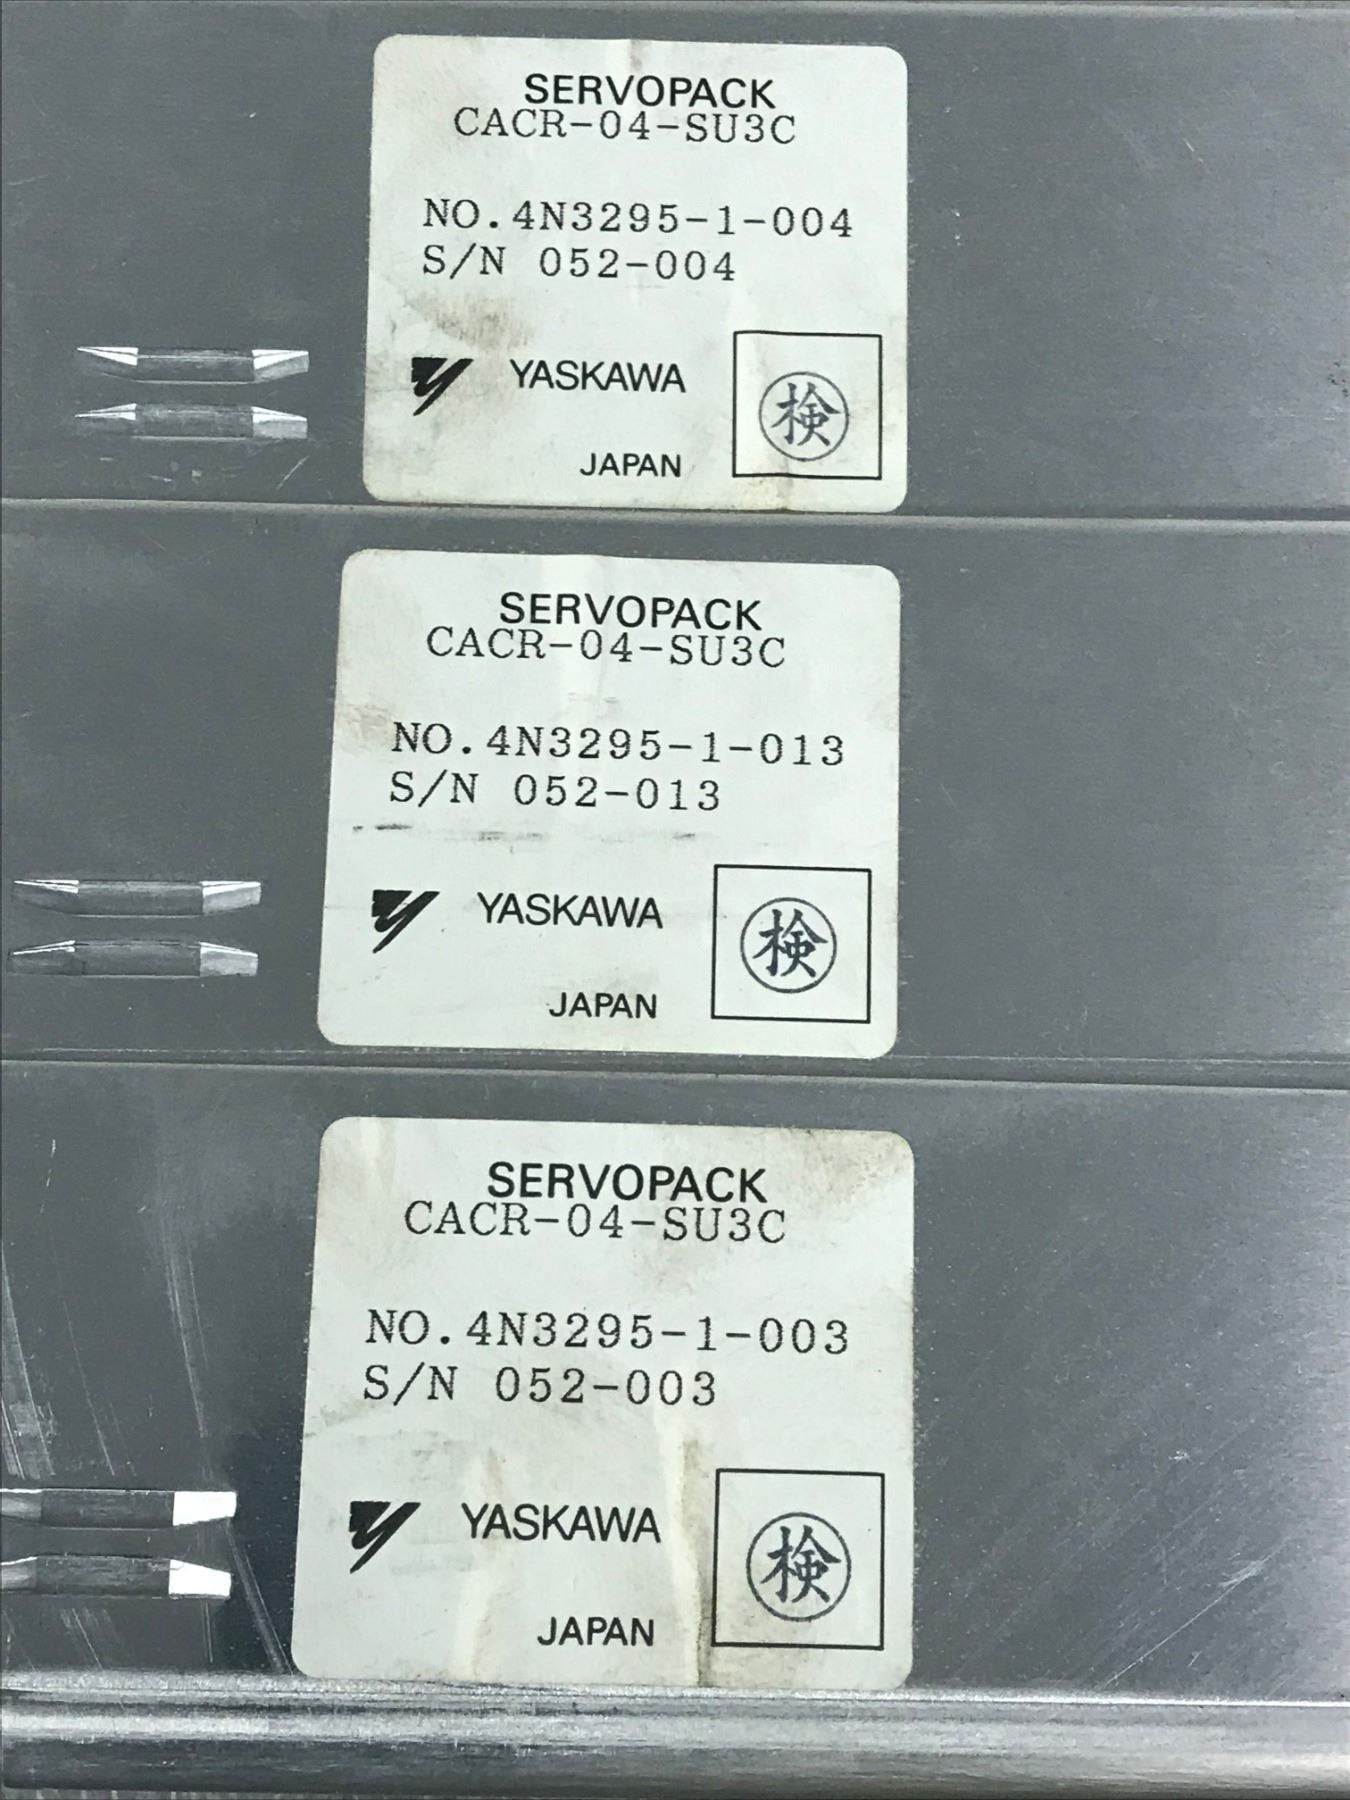 SERVOPACK
CACR-04-SU3C
NO.4N3295-1-004
S/N 052-004
YASKAWA
検
JAPAN
SERVOPACK
CACR-04-SU3C
NO.4N3295-1-013
S/N 052-013
YASKAWA
検
JAPAN
SERVOPACK
CACR-04-SU3C
NO.4N3295-1-003
S/N 052-003
YASKAWA
検
JAPAN